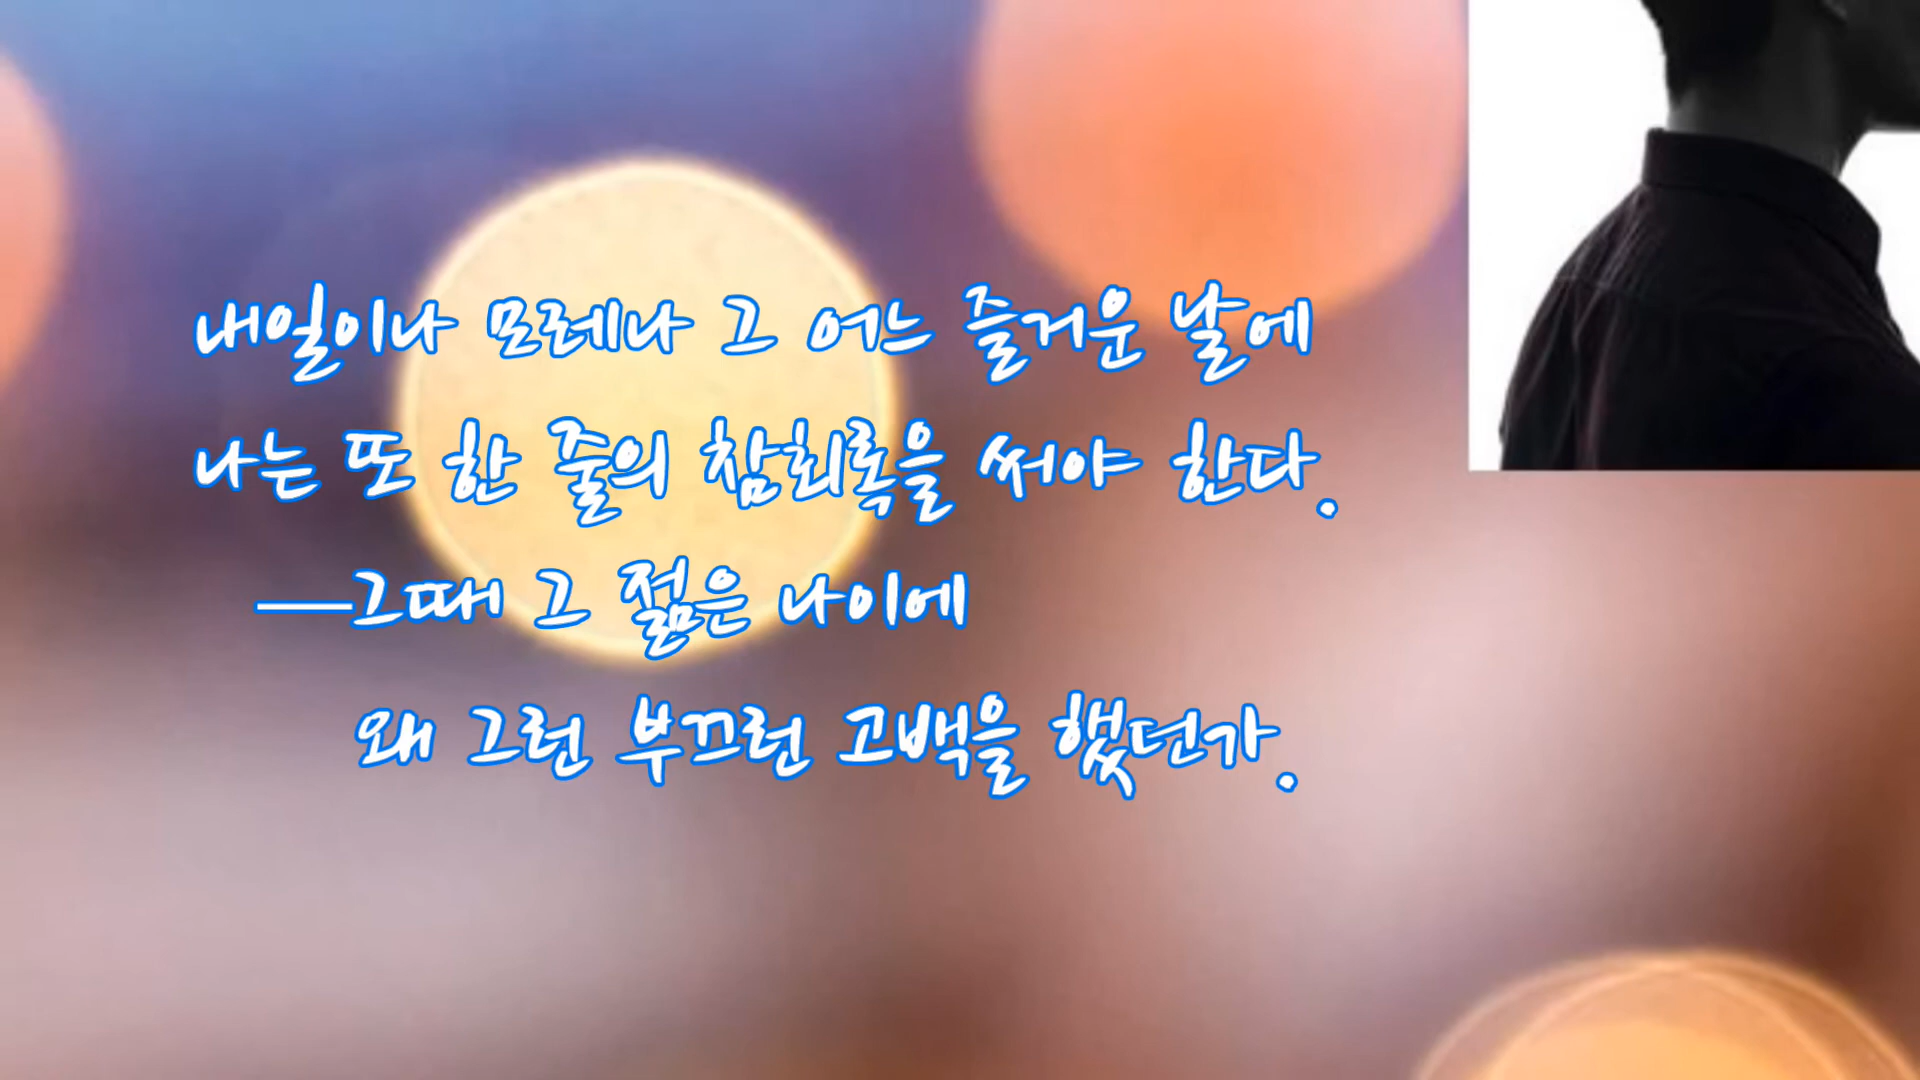 내일이나 모레나 그 어느 즐거운 날에
나는 또 한 줄의 참회록을 써야 한다.
—그때 그 젊은 나이에
왜 그런 부끄런 고백을 했던가.